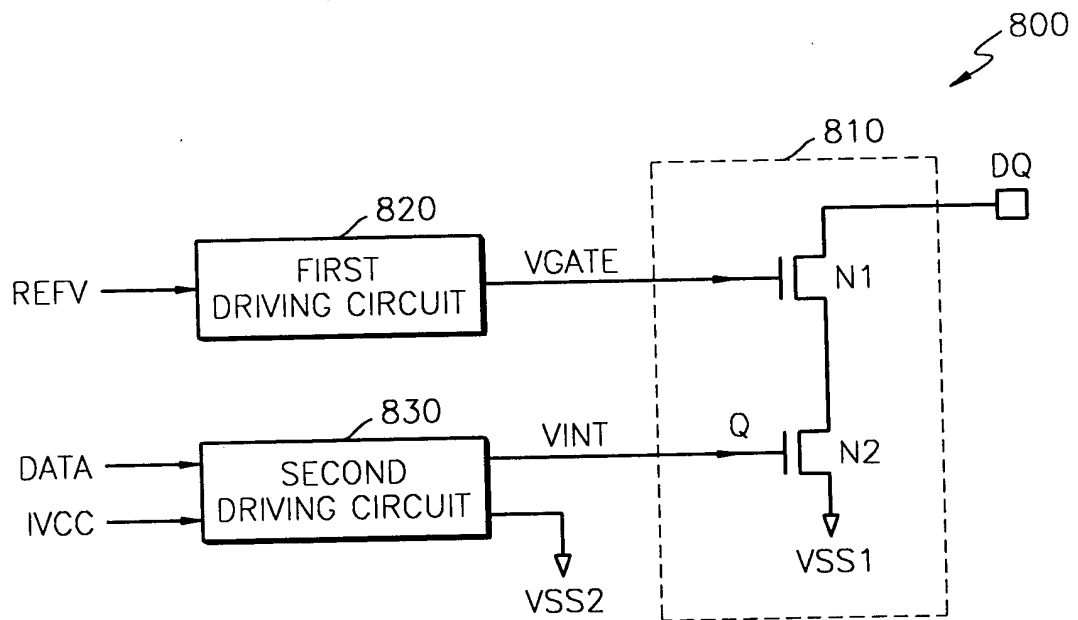 800
810
DQ
820
FIRST
DRIVING CIRCUIT
REFV
VGATE
N1
830
SECOND
DRIVING CIRCUIT
DATA
IVCC
VINT
Q
N2
VSS1
VSS2